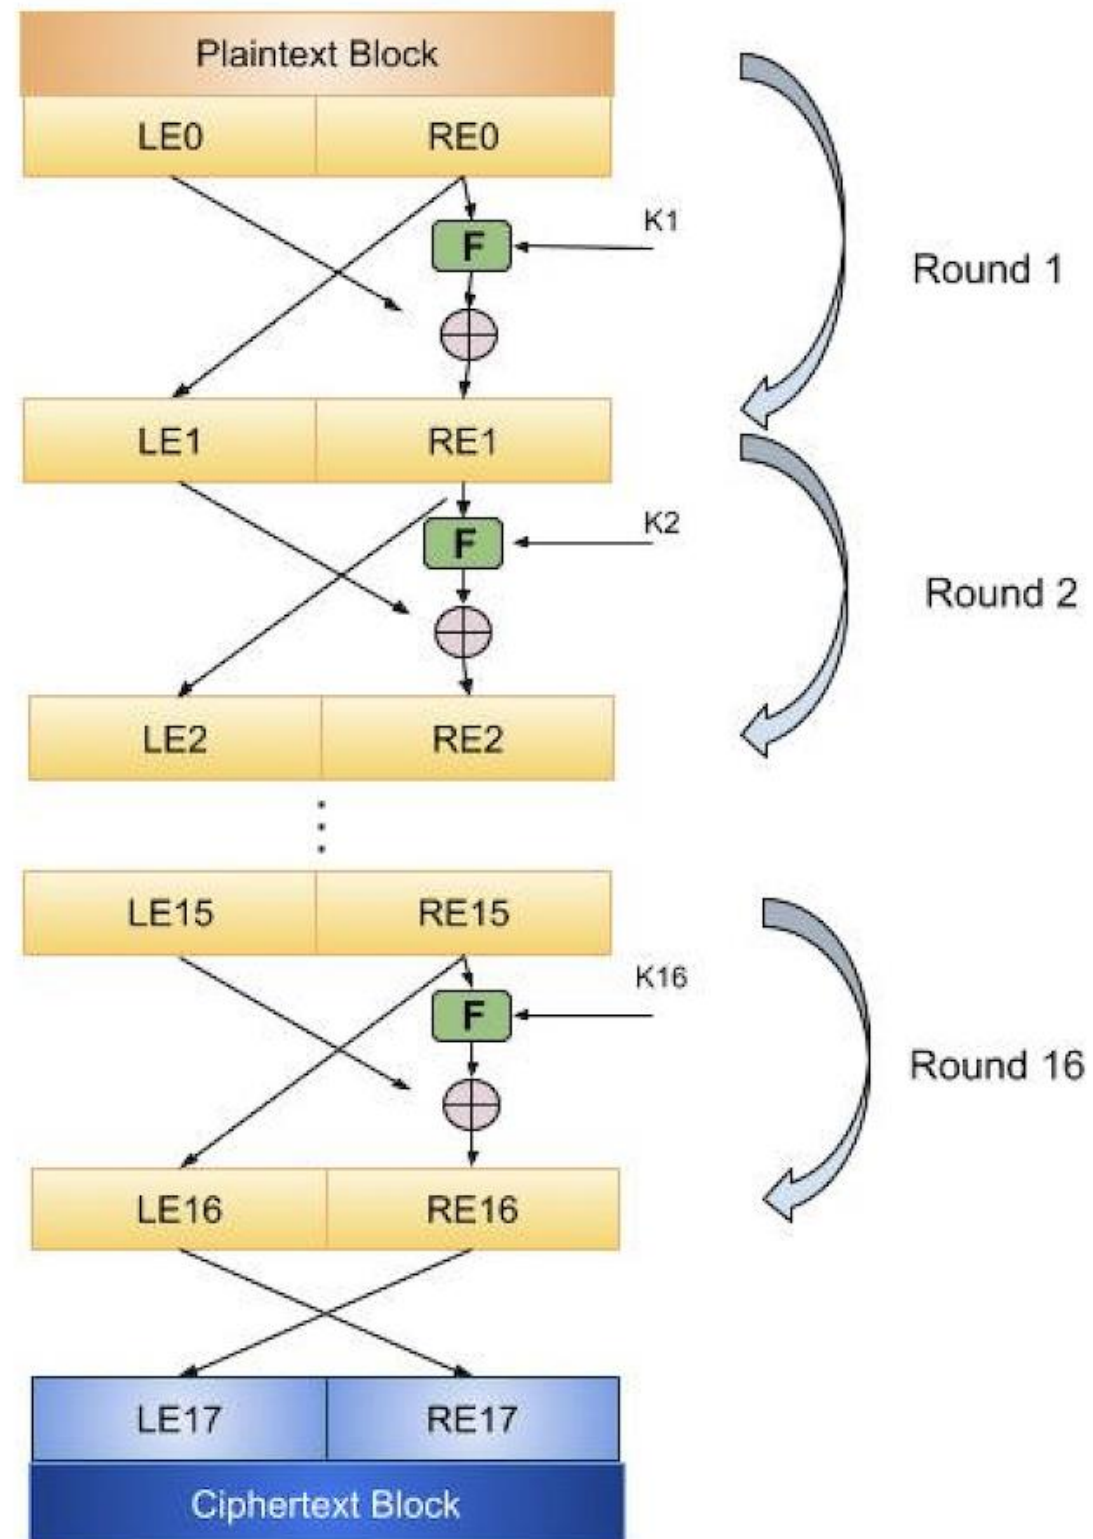 Plaintext Block
LE0 RE0
K1
F
Round 1
LE1 RE1
K2
F
Round 2
LE2 RE2
LE15 RE15
K16
F
Round 16
LE16 RE16
LE17 RE17
Ciphertext Block